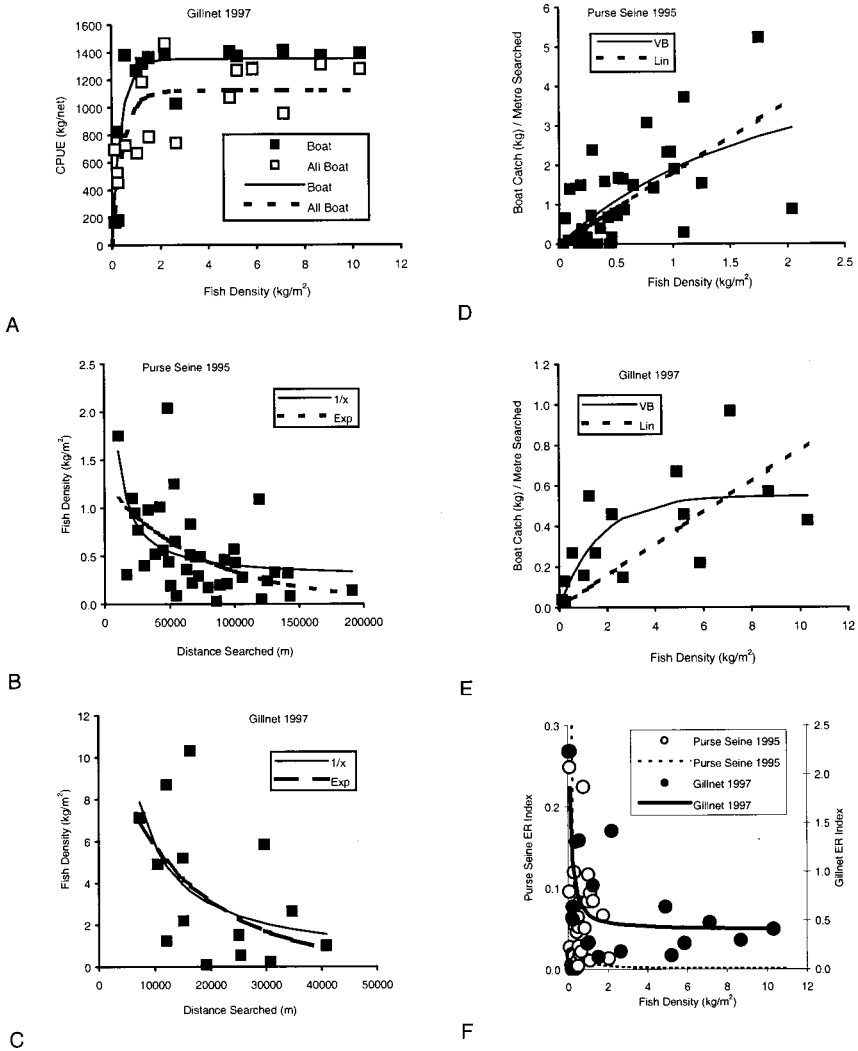 Gillnet 1997
CPUE (kg/net)
1600
1400
1200
1000
800
600
400
200
0
0 2 4 6 8 10 12
Boat
All Boat
Boat
All Boat
Fish Density (kg/m²)
A
Purse Seine 1995
Boat Catch (kg) / Metre Searched
6
5
4
3
2
1
0
0 0.5 1 1.5 2 2.5
VB
Lin
Fish Density (kg/m²)
D
Purse Seine 1995
Fish Density (kg/m²)
2.5
2.0
1.5
1.0
0.5
0.0
0 50000 100000 150000 200000
1/x
Exp
Distance Searched (m)
B
Gillnet 1997
Boat Catch (kg) / Metre Searched
1.2
1.0
0.8
0.6
0.4
0.2
0.0
0 2 4 6 8 10 12
VB
Lin
Fish Density (kg/m²)
E
Gillnet 1997
Fish Density (kg/m²)
12
10
8
6
4
2
0
0 10000 20000 30000 40000 50000
1/x
Exp
Distance Searched (m)
C
Purse Seine ER Index
0.3
0.2
0.1
0.0
0 2 4 6 8 10 12
Purse Seine 1995
Purse Seine 1995
Gillnet 1997
Gillnet 1997
2.5
2.0
1.5
1.0
0.5
0.0
Gillnet ER Index
Fish Density (kg/m²)
F